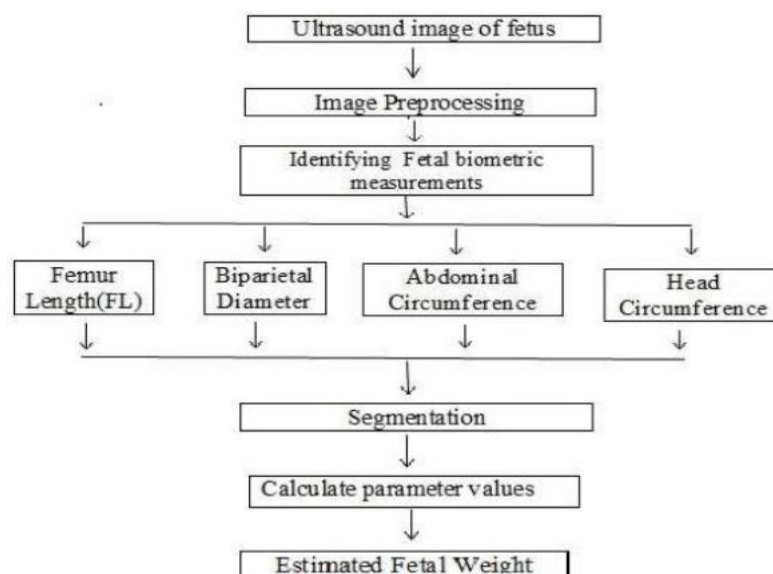 Ultrasound image of fetus
Image Preprocessing
Identifying Fetal biometric
measurements
Femur
Length(FL)
Biparietal
Diameter
Abdominal
Circumference
Head
Circumference
Segmentation
Calculate parameter values
Estimated Fetal Weight